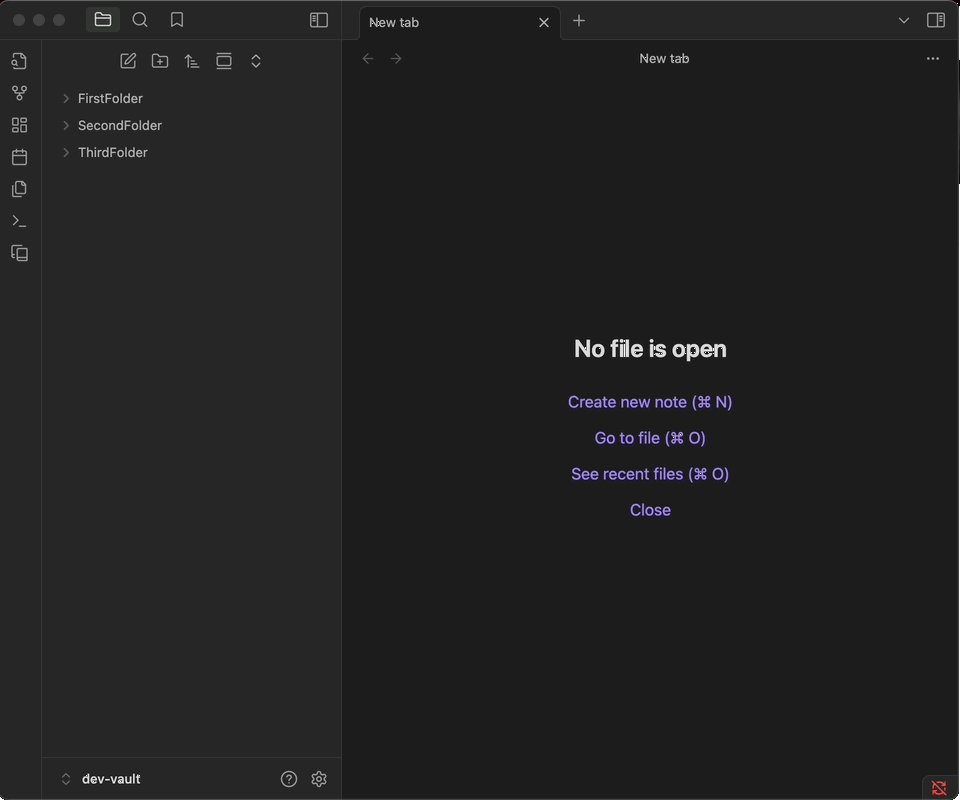 New tab
New tab
FirstFolder
SecondFolder
ThirdFolder
No file is open
Create new note (⌘ N)
Go to file (⌘ O)
See recent files (⌘ O)
Close
dev-vault